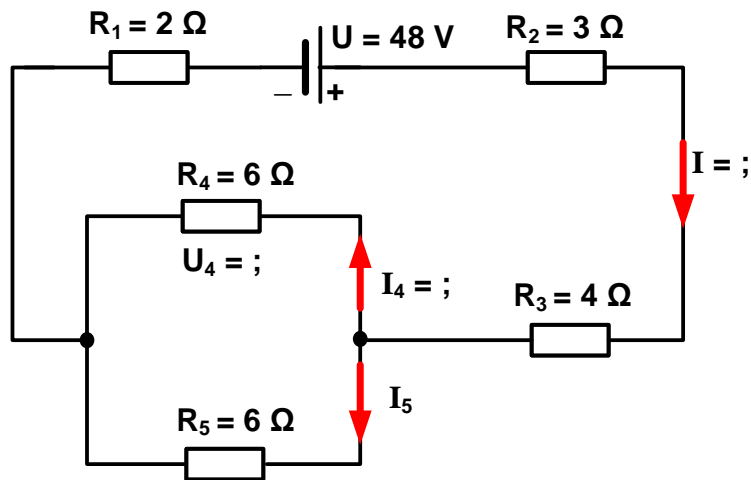 R₁ = 2 Ω
U = 48 V
R₂ = 3 Ω
_
+
I = ;
R₄ = 6 Ω
U₄ = ;
I₄ = ;
R₃ = 4 Ω
I₅
R₅ = 6 Ω